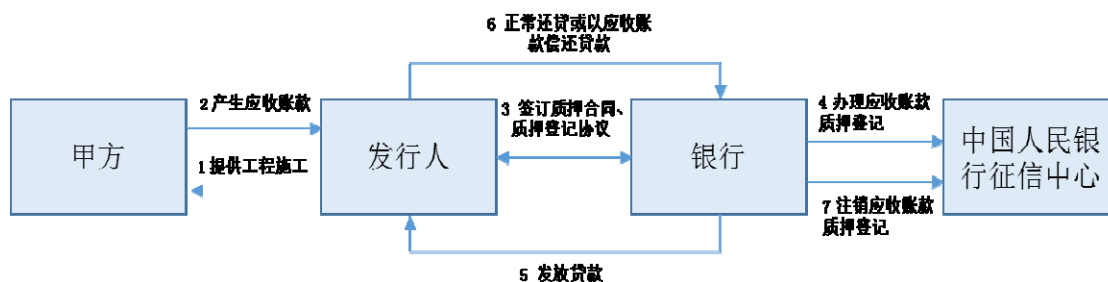 6 正常还贷或以应收账
款偿还贷款
2 产生应收账款
3 签订质押合同、
质押登记协议
4 办理应收账款
质押登记
甲方
发行人
银行
中国人民银
行征信中心
1 提供工程施工
7 注销应收账款
质押登记
5 发放贷款